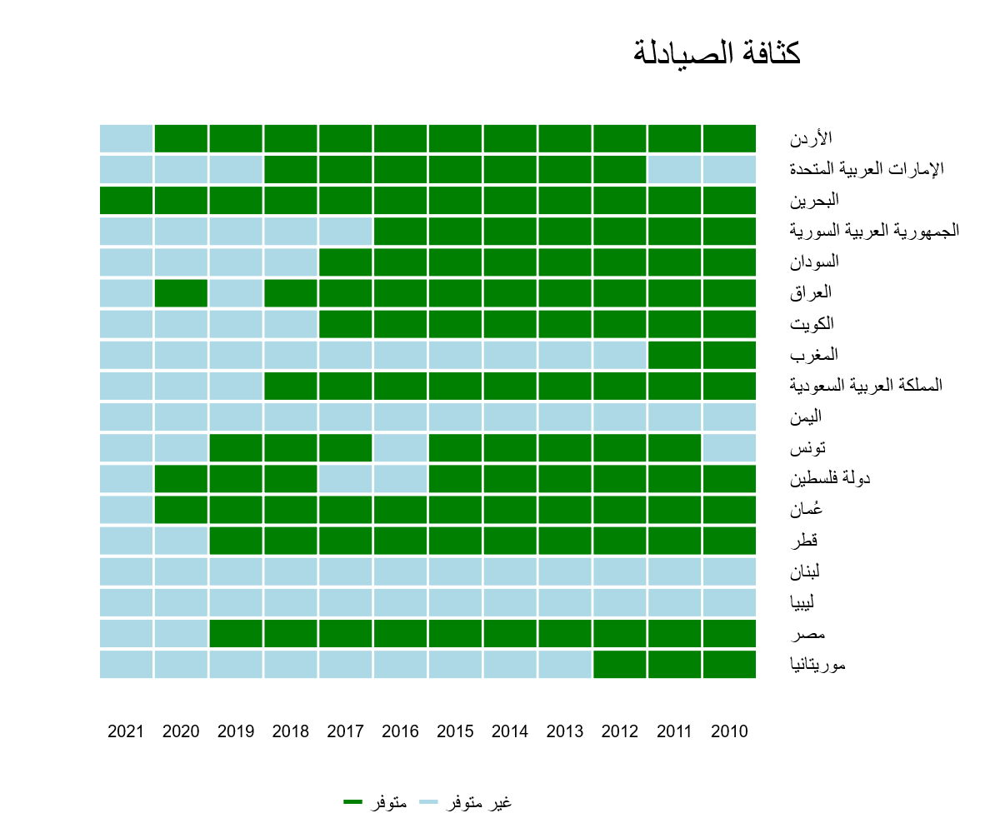 كثافة الصيادلة
الأردن
الإمارات العربية المتحدة
البحرين
الجمهورية العربية السورية
السودان
العراق
الكويت
المغرب
المملكة العربية السعودية
اليمن
تونس
دولة فلسطين
عُمان
قطر
لبنان
ليبيا
مصر
موريتانيا
2021 2020 2019 2018 2017 2016 2015 2014 2013 2012 2011 2010
متوفر غير متوفر